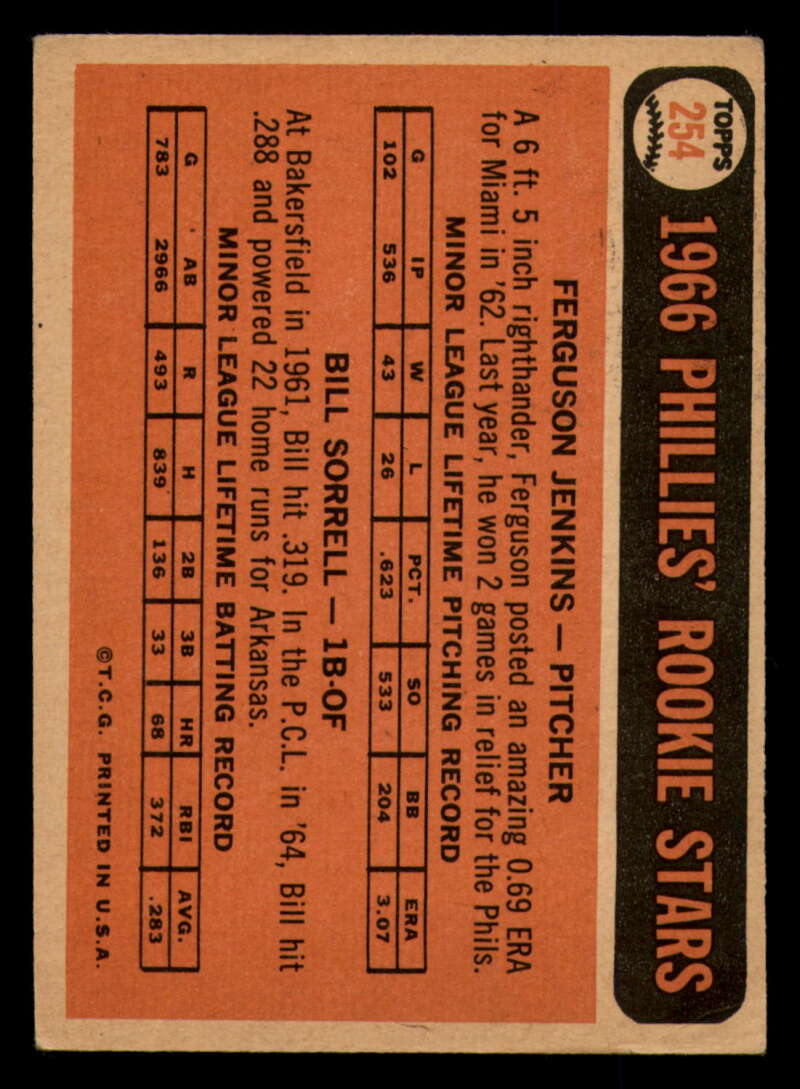 TOPPS
254
1966 PHILLIES' ROOKIE STARS
FERGUSON JENKINS — PITCHER
A 6 ft. 5 inch righthander, Ferguson posted an amazing 0.69 ERA
for Miami in '62. Last year, he won 2 games in relief for the Phils.
MINOR LEAGUE LIFETIME PITCHING RECORD
G IP W L PCT. SO BB ERA
102 536 43 26 .623 533 204 3.07
BILL SORRELL — 1B-OF
At Bakersfield in 1961, Bill hit .319. In the P.C.L. in '64, Bill hit
.288 and powered 22 home runs for Arkansas.
MINOR LEAGUE LIFETIME BATTING RECORD
G AB R H 2B 3B HR RBI AVG.
783 2966 493 839 136 33 68 372 .283
©T.C.G. PRINTED IN U.S.A.